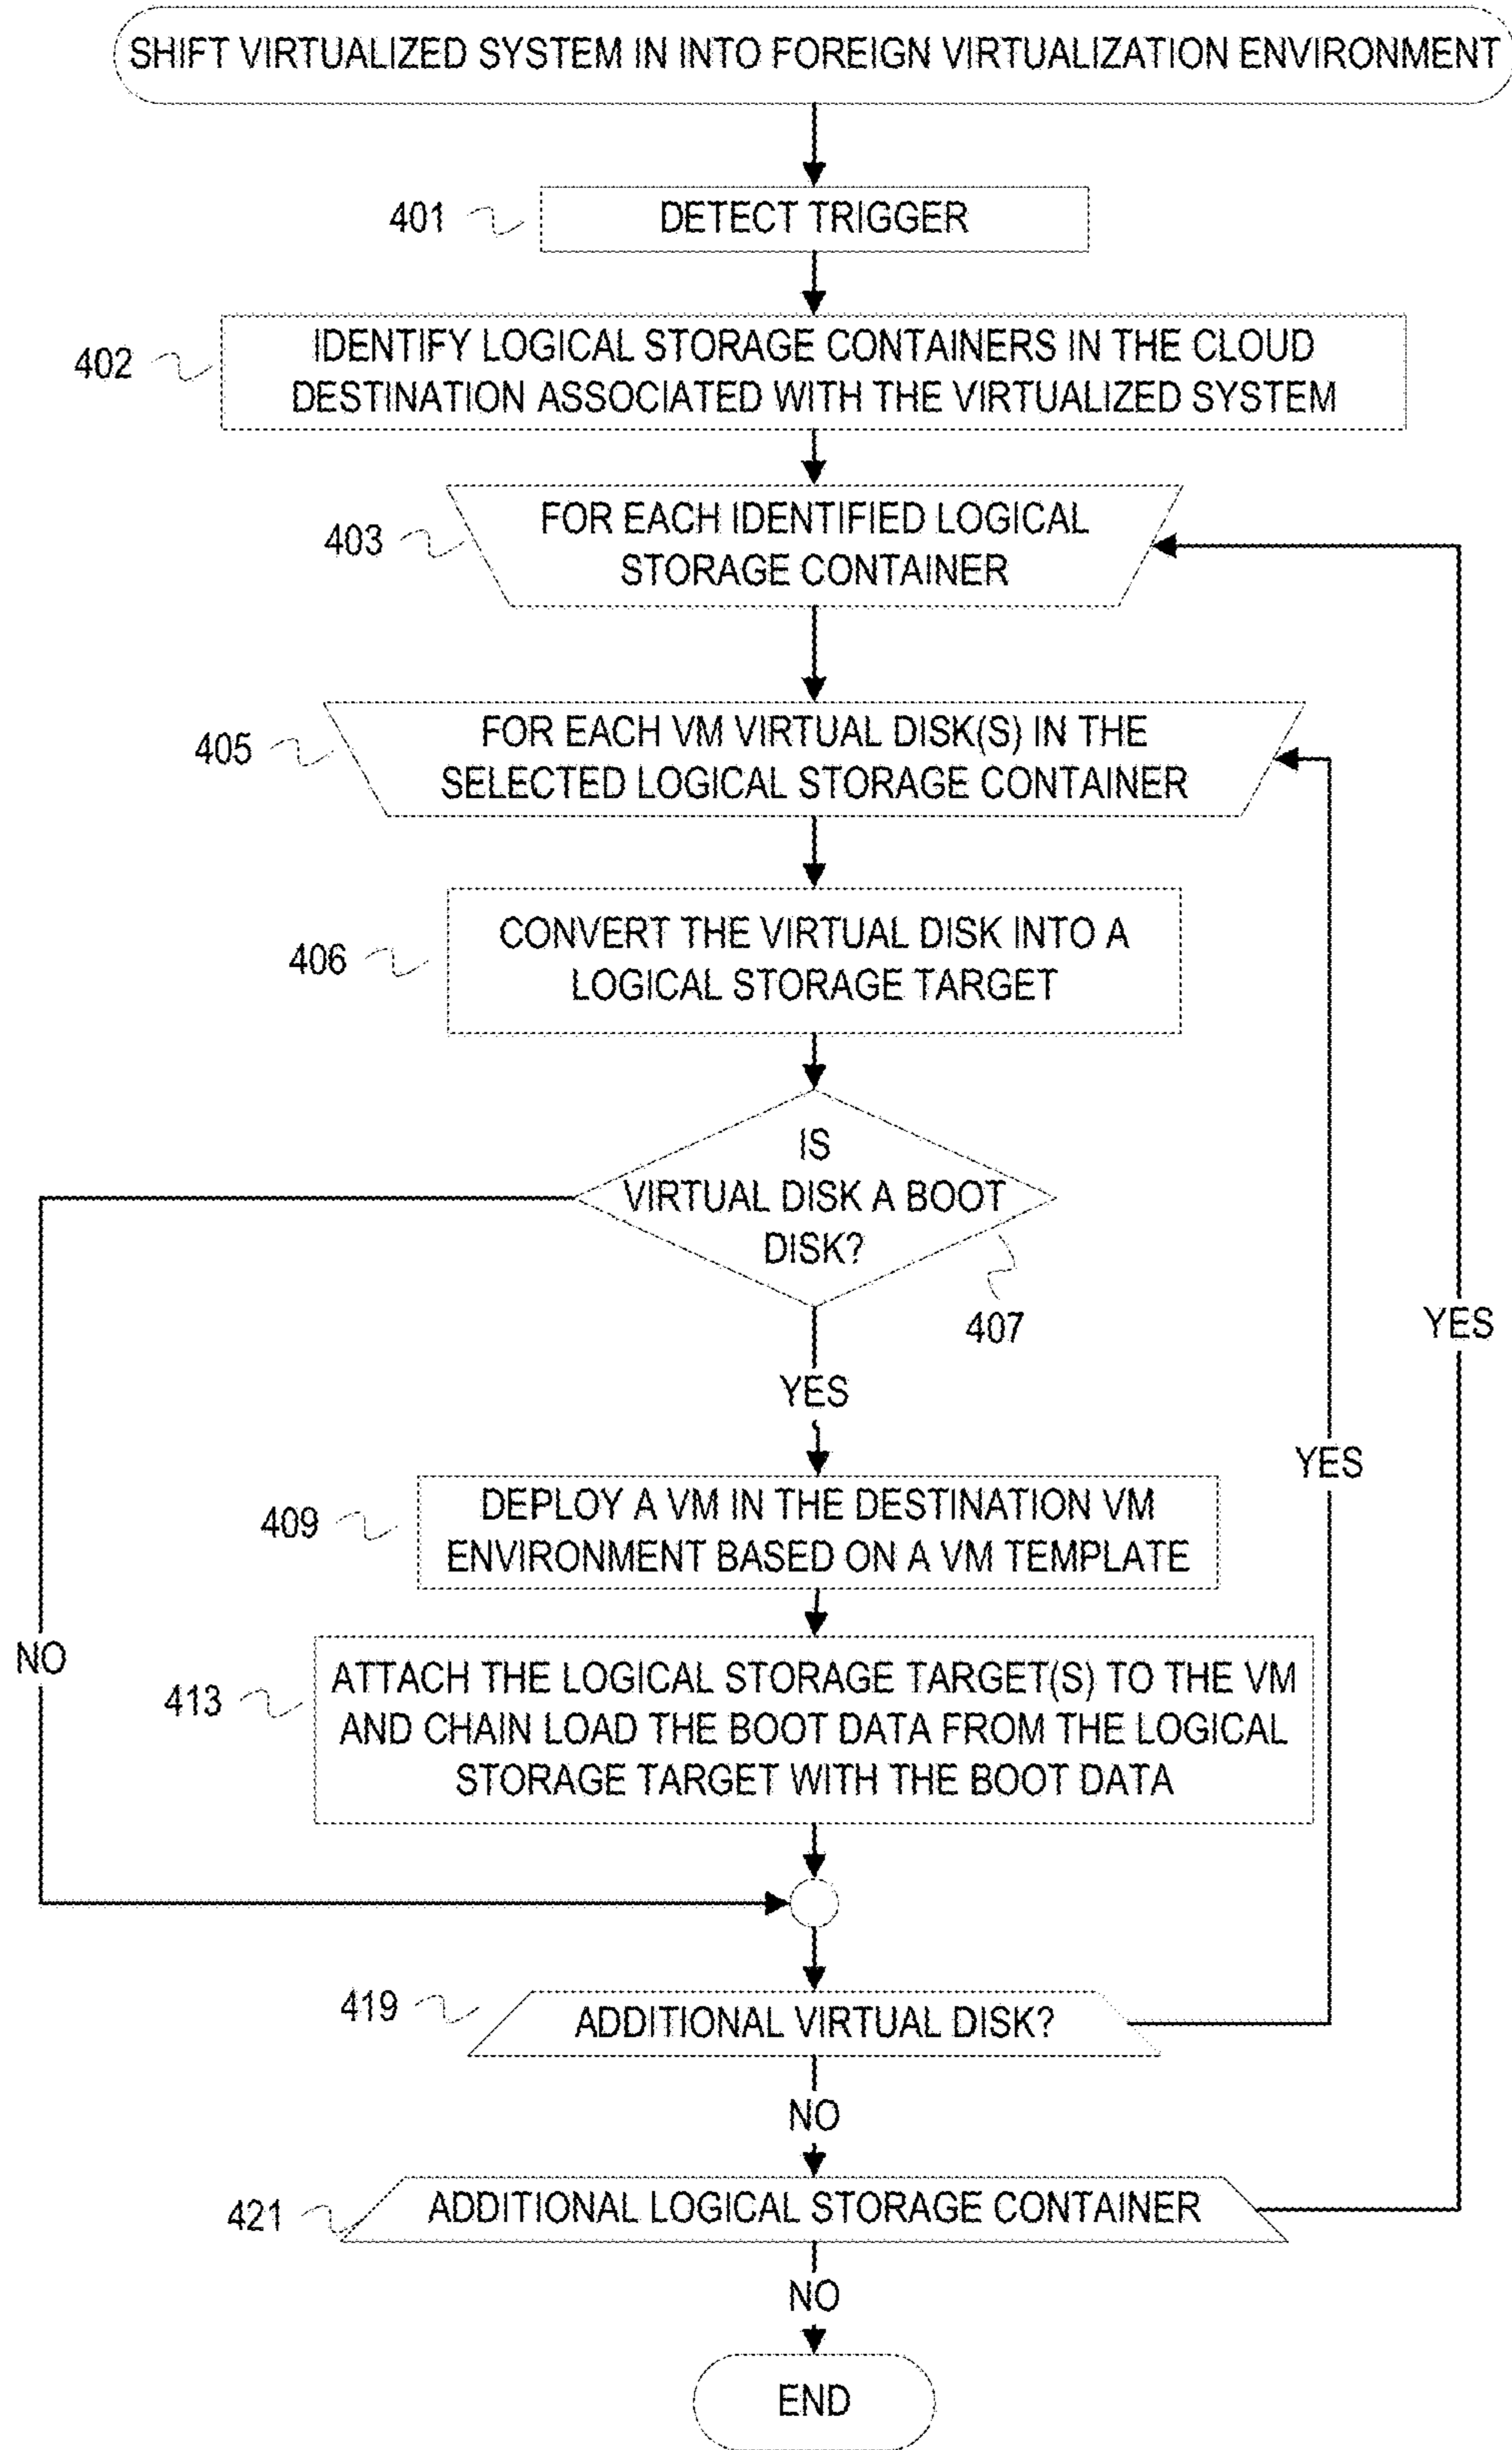 SHIFT VIRTUALIZED SYSTEM IN INTO FOREIGN VIRTUALIZATION ENVIRONMENT
401
DETECT TRIGGER
402
IDENTIFY LOGICAL STORAGE CONTAINERS IN THE CLOUD
DESTINATION ASSOCIATED WITH THE VIRTUALIZED SYSTEM
403
FOR EACH IDENTIFIED LOGICAL
STORAGE CONTAINER
405
FOR EACH VM VIRTUAL DISK(S) IN THE
SELECTED LOGICAL STORAGE CONTAINER
406
CONVERT THE VIRTUAL DISK INTO A
LOGICAL STORAGE TARGET
IS
VIRTUAL DISK A BOOT
DISK?
407
YES
YES
YES
409
DEPLOY A VM IN THE DESTINATION VM
ENVIRONMENT BASED ON A VM TEMPLATE
NO
413
ATTACH THE LOGICAL STORAGE TARGET(S) TO THE VM
AND CHAIN LOAD THE BOOT DATA FROM THE LOGICAL
STORAGE TARGET WITH THE BOOT DATA
419
ADDITIONAL VIRTUAL DISK?
NO
421
ADDITIONAL LOGICAL STORAGE CONTAINER
NO
END